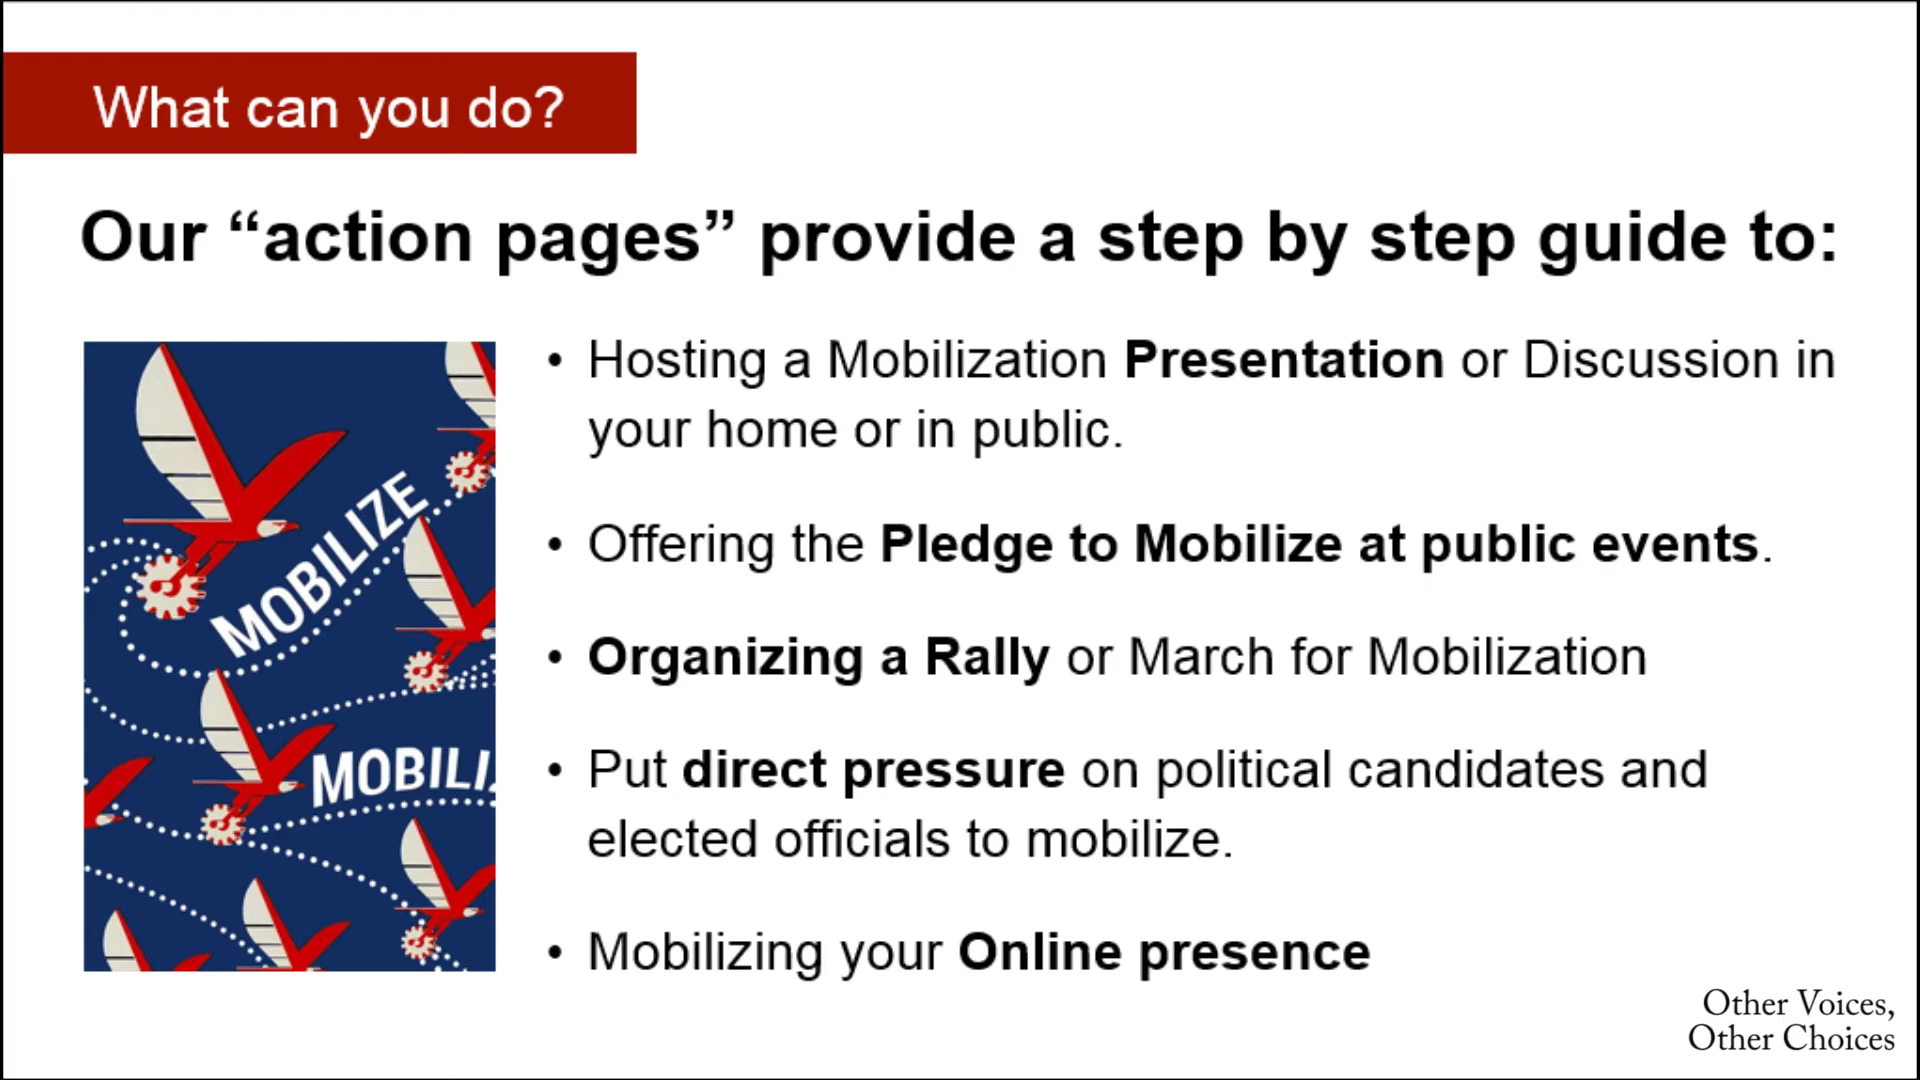 What can you do?
Our “action pages” provide a step by step guide to:
• Hosting a Mobilization Presentation or Discussion in
your home or in public.
• Offering the Pledge to Mobilize at public events.
• Organizing a Rally or March for Mobilization
• Put direct pressure on political candidates and
elected officials to mobilize.
• Mobilizing your Online presence
MOBILIZE
MOBILI
Other Voices,
Other Choices